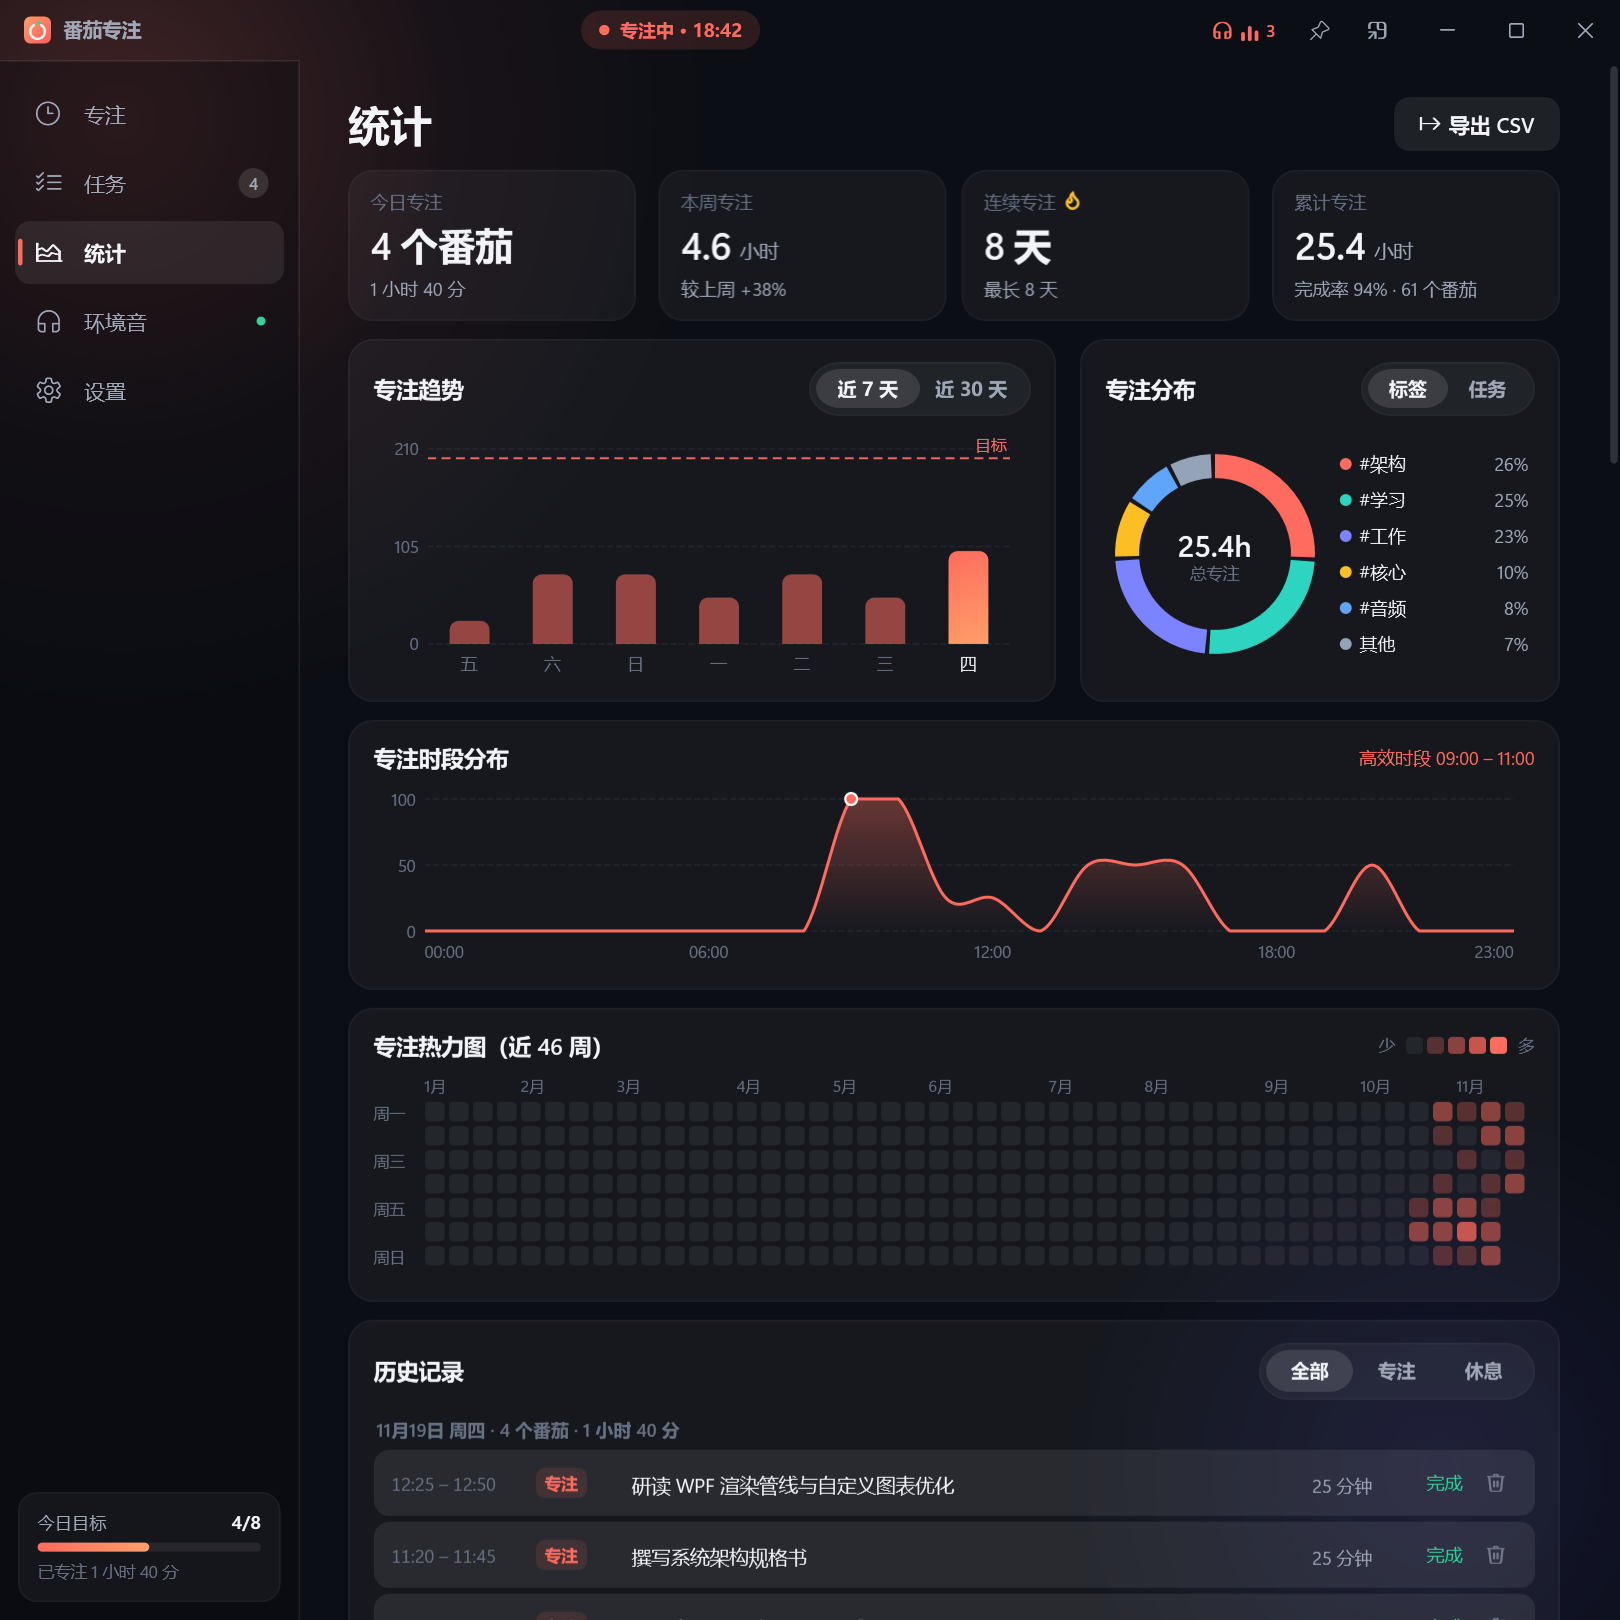 番茄专注
专注中 • 18:42
3
专注
任务
4
统计
环境音
设置
今日目标
4/8
已专注 1 小时 40 分
统计
导出 CSV
今日专注
4 个番茄
1 小时 40 分
本周专注
4.6 小时
较上周 +38%
连续专注
8 天
最长 8 天
累计专注
25.4 小时
完成率 94% · 61 个番茄
专注趋势
近 7 天
近 30 天
210
目标
105
0
五
六
日
一
二
三
四
专注分布
标签
任务
25.4h
总专注
#架构 26%
#学习 25%
#工作 23%
#核心 10%
#音频 8%
其他 7%
专注时段分布
高效时段 09:00 – 11:00
100
50
0
00:00
06:00
12:00
18:00
23:00
专注热力图（近 46 周）
少
多
1月
2月
3月
4月
5月
6月
7月
8月
9月
10月
11月
周一
周三
周五
周日
历史记录
全部
专注
休息
11月19日 周四 · 4 个番茄 · 1 小时 40 分
12:25 – 12:50 专注 研读 WPF 渲染管线与自定义图表优化 25 分钟 完成
11:20 – 11:45 专注 撰写系统架构规格书 25 分钟 完成